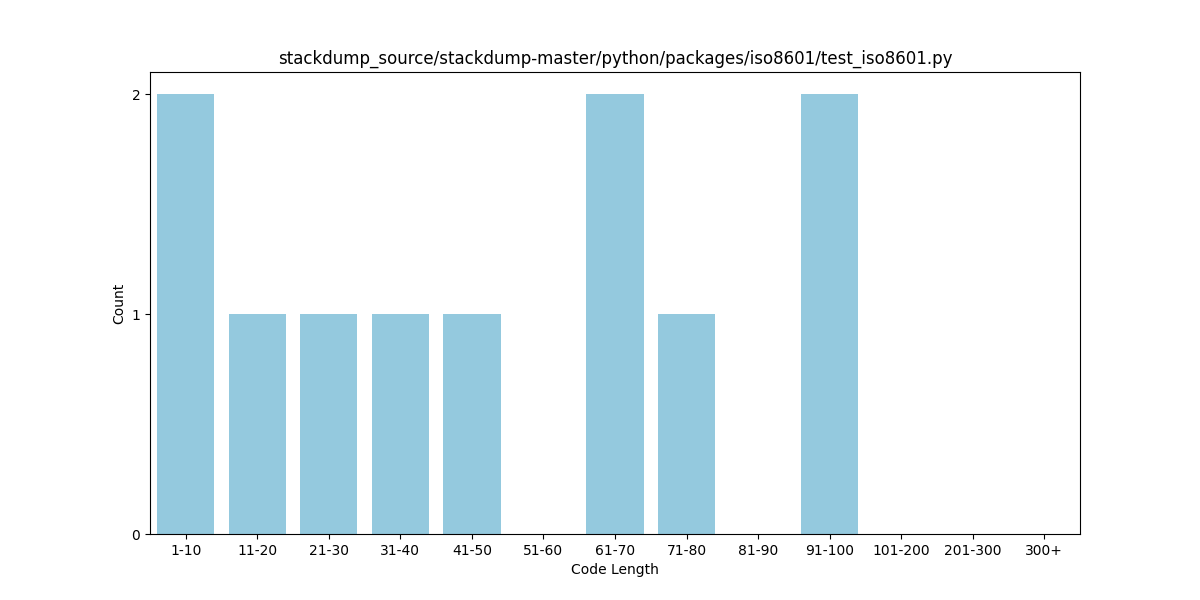 stackdump_source/stackdump-master/python/packages/iso8601/test_iso8601.py
2
1
0
Count
1-10 11-20 21-30 31-40 41-50 51-60 61-70 71-80 81-90 91-100 101-200 201-300 300+
Code Length